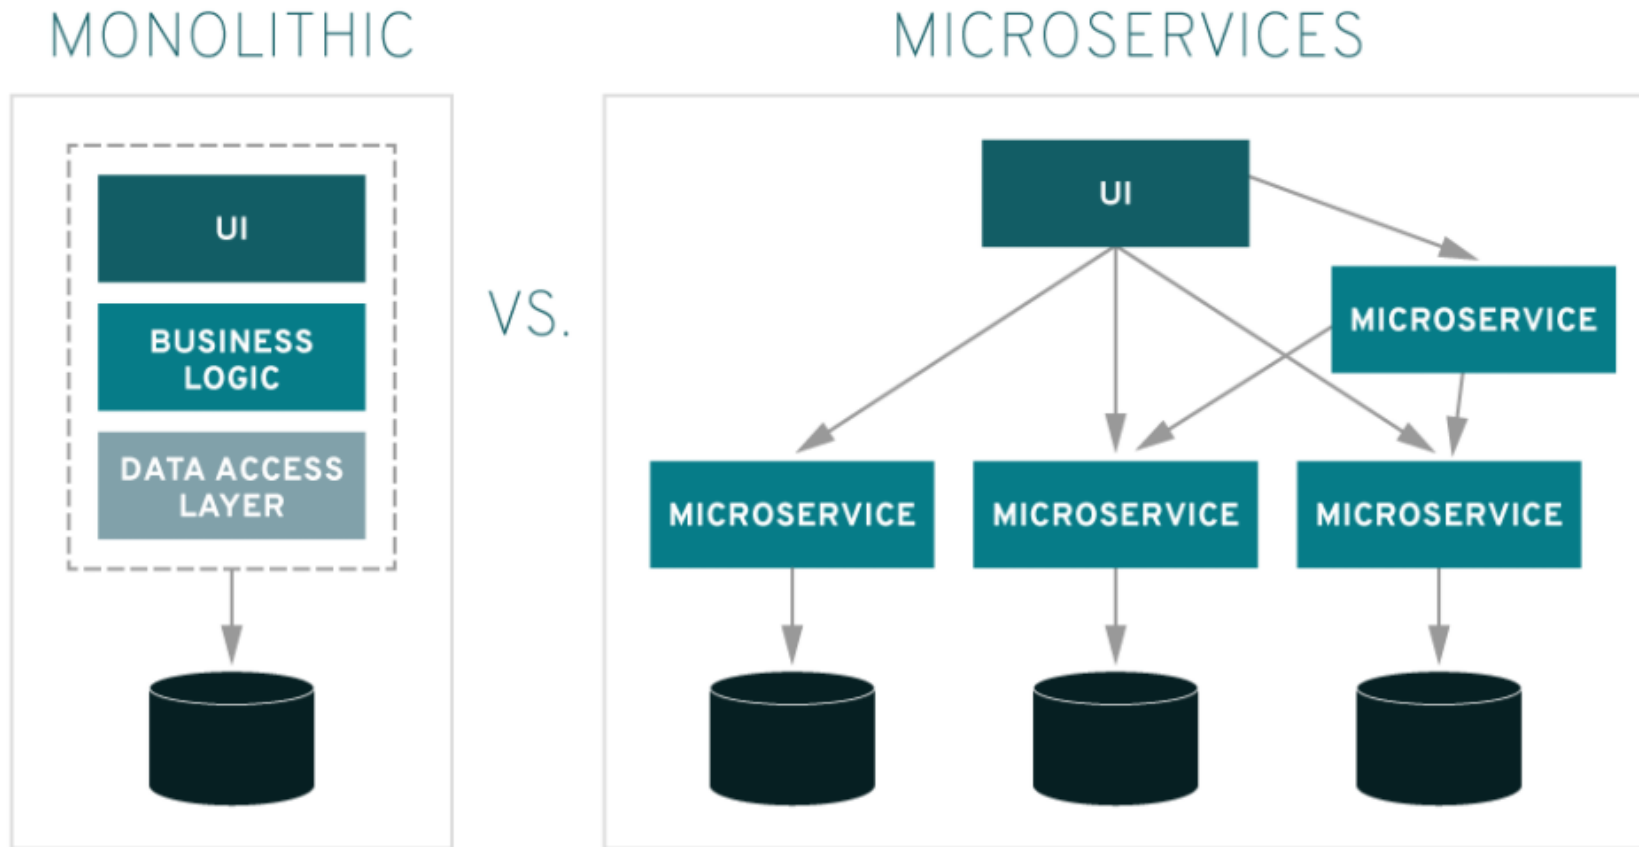 MONOLITHIC
UI
BUSINESS
LOGIC
DATA ACCESS
LAYER
VS.
MICROSERVICES
UI
MICROSERVICE
MICROSERVICE
MICROSERVICE
MICROSERVICE